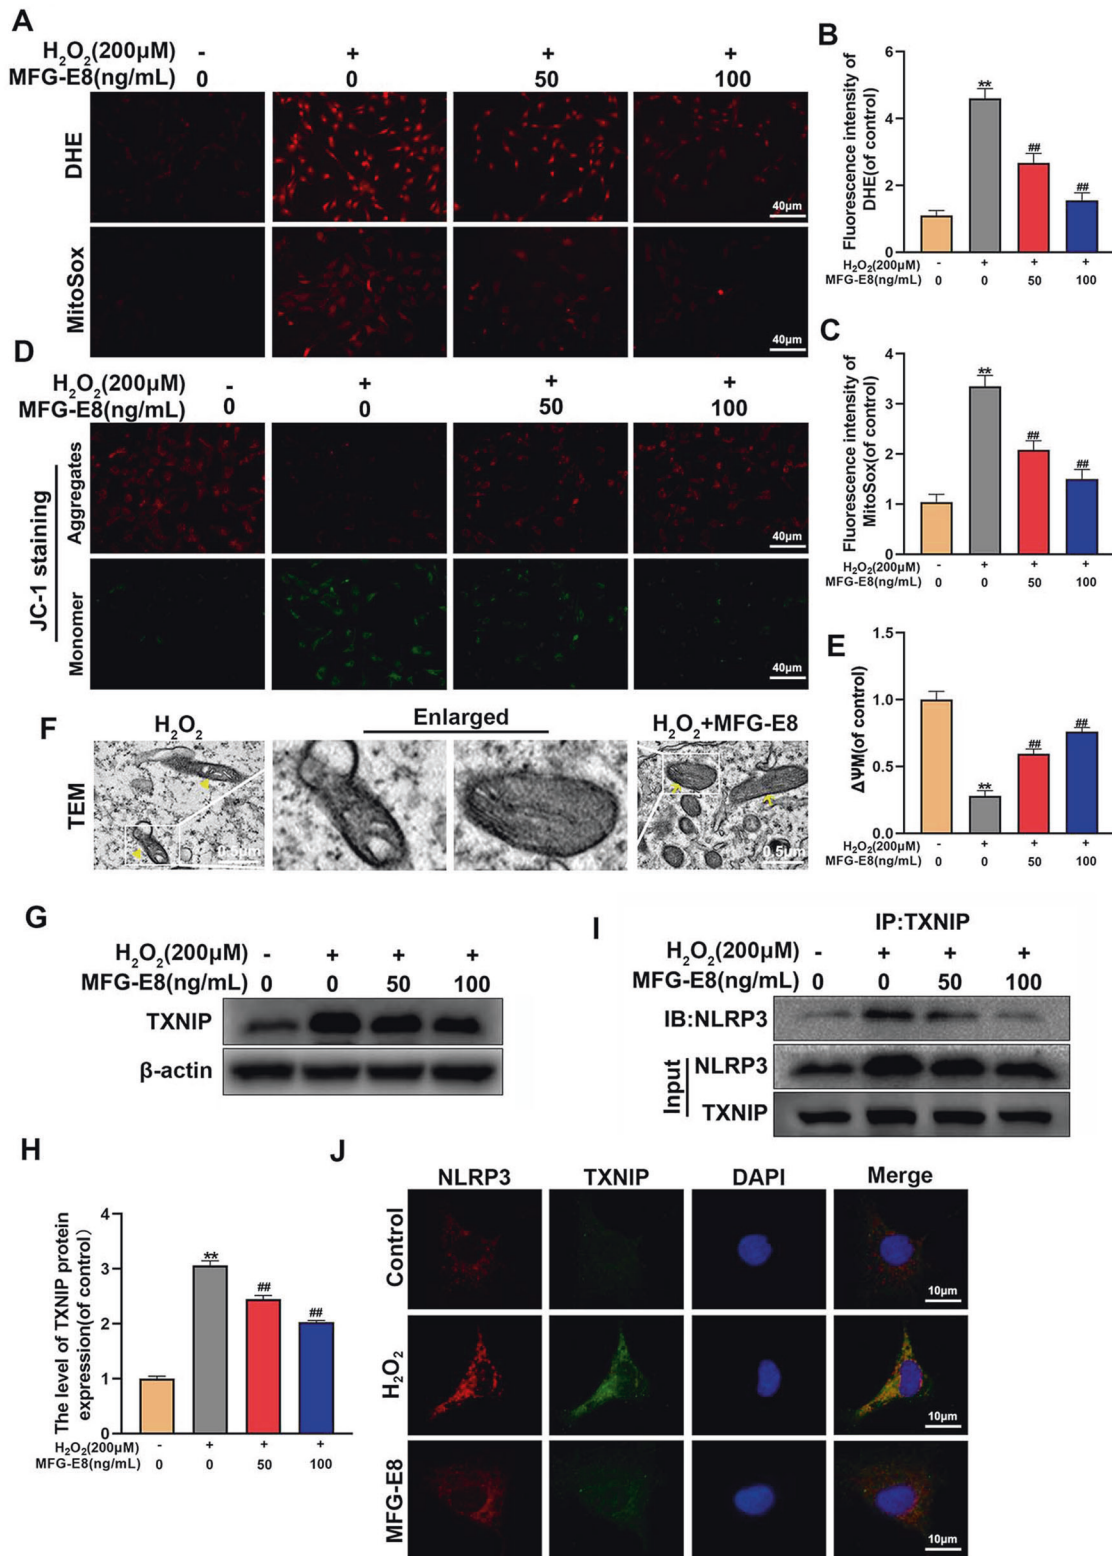 A
H₂O₂(200μM) - + + +
MFG-E8(ng/mL) 0 0 50 100
DHE
40μm
MitoSox
40μm
B
Fluorescence intensity of
DHE(of control)
6
4
2
0
**
##
##
H₂O₂(200μM) - + + +
MFG-E8(ng/mL) 0 0 50 100
C
Fluorescence intensity of
MitoSox(of control)
4
3
2
1
0
**
##
##
H₂O₂(200μM) - + + +
MFG-E8(ng/mL) 0 0 50 100
D
H₂O₂(200μM) - + + +
MFG-E8(ng/mL) 0 0 50 100
JC-1 staining
Aggregates
40μm
Monomer
40μm
E
ΔΨM(of control)
1.5
1.0
0.5
0.0
**
##
##
H₂O₂(200μM) - + + +
MFG-E8(ng/mL) 0 0 50 100
F
H₂O₂
Enlarged
H₂O₂+MFG-E8
TEM
0.5μm
0.5μm
G
H₂O₂(200μM) - + + +
MFG-E8(ng/mL) 0 0 50 100
TXNIP
β-actin
I
IP:TXNIP
H₂O₂(200μM) - + + +
MFG-E8(ng/mL) 0 0 50 100
IB:NLRP3
Input
NLRP3
TXNIP
H
The level of TXNIP protein
expression(of control)
4
3
2
1
0
**
##
##
H₂O₂(200μM) - + + +
MFG-E8(ng/mL) 0 0 50 100
J
NLRP3 TXNIP DAPI Merge
Control
10μm
H₂O₂
10μm
MFG-E8
10μm